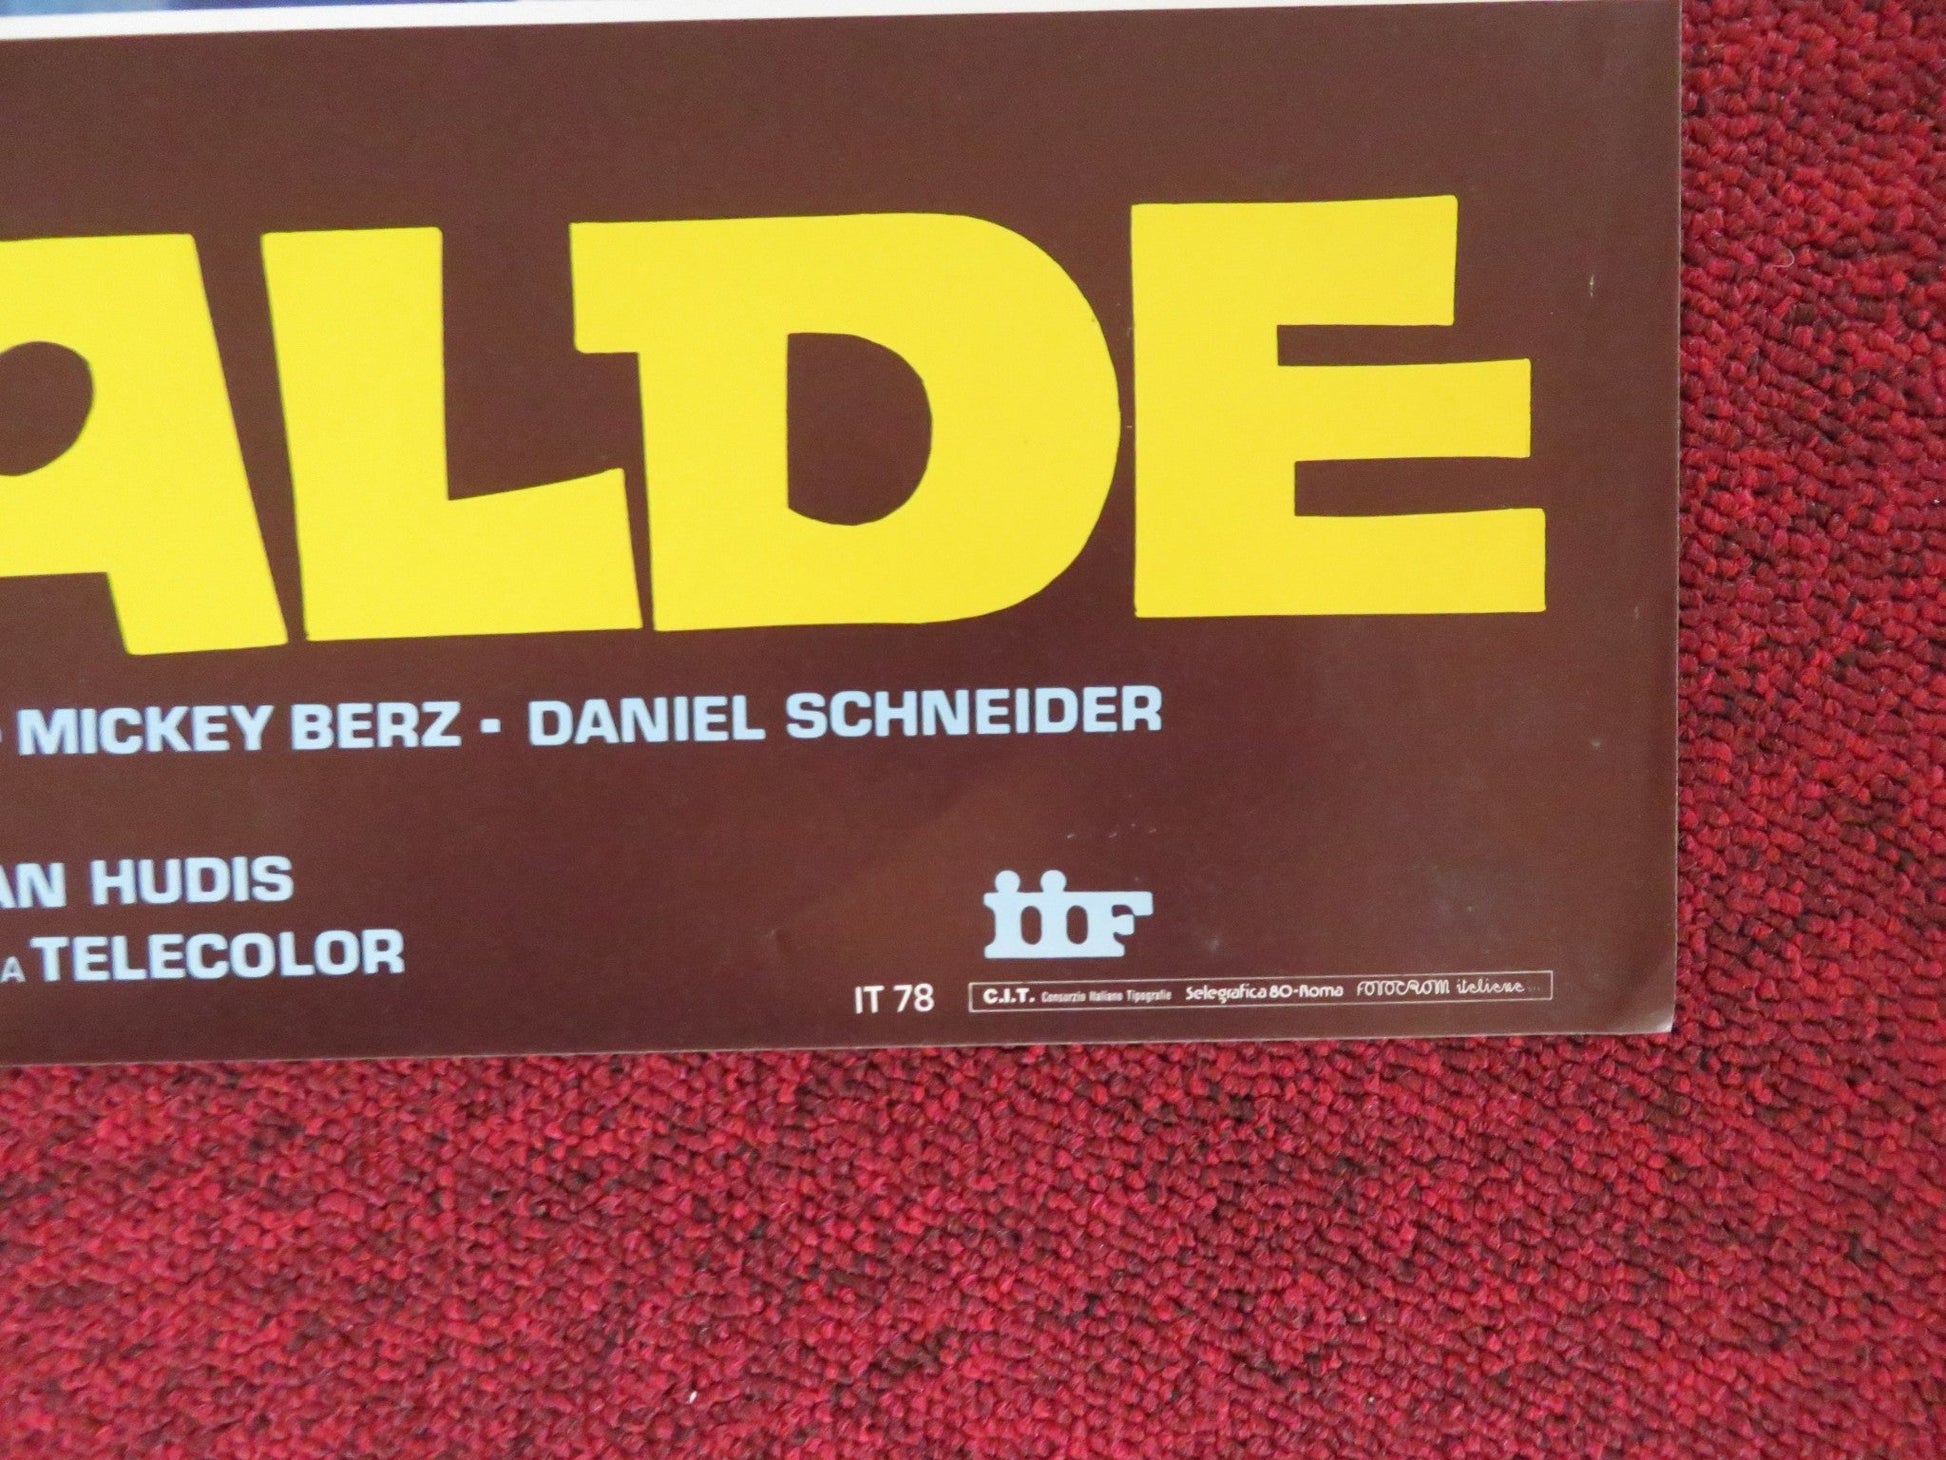 ALDE
- MICKEY BERZ - DANIEL SCHNEIDER
AN HUDIS
A TELECOLOR
iiF
IT 78 C.I.T. Consorzio Italiano Tipografie Selegrafica 80-Roma FOTOCROM italiana